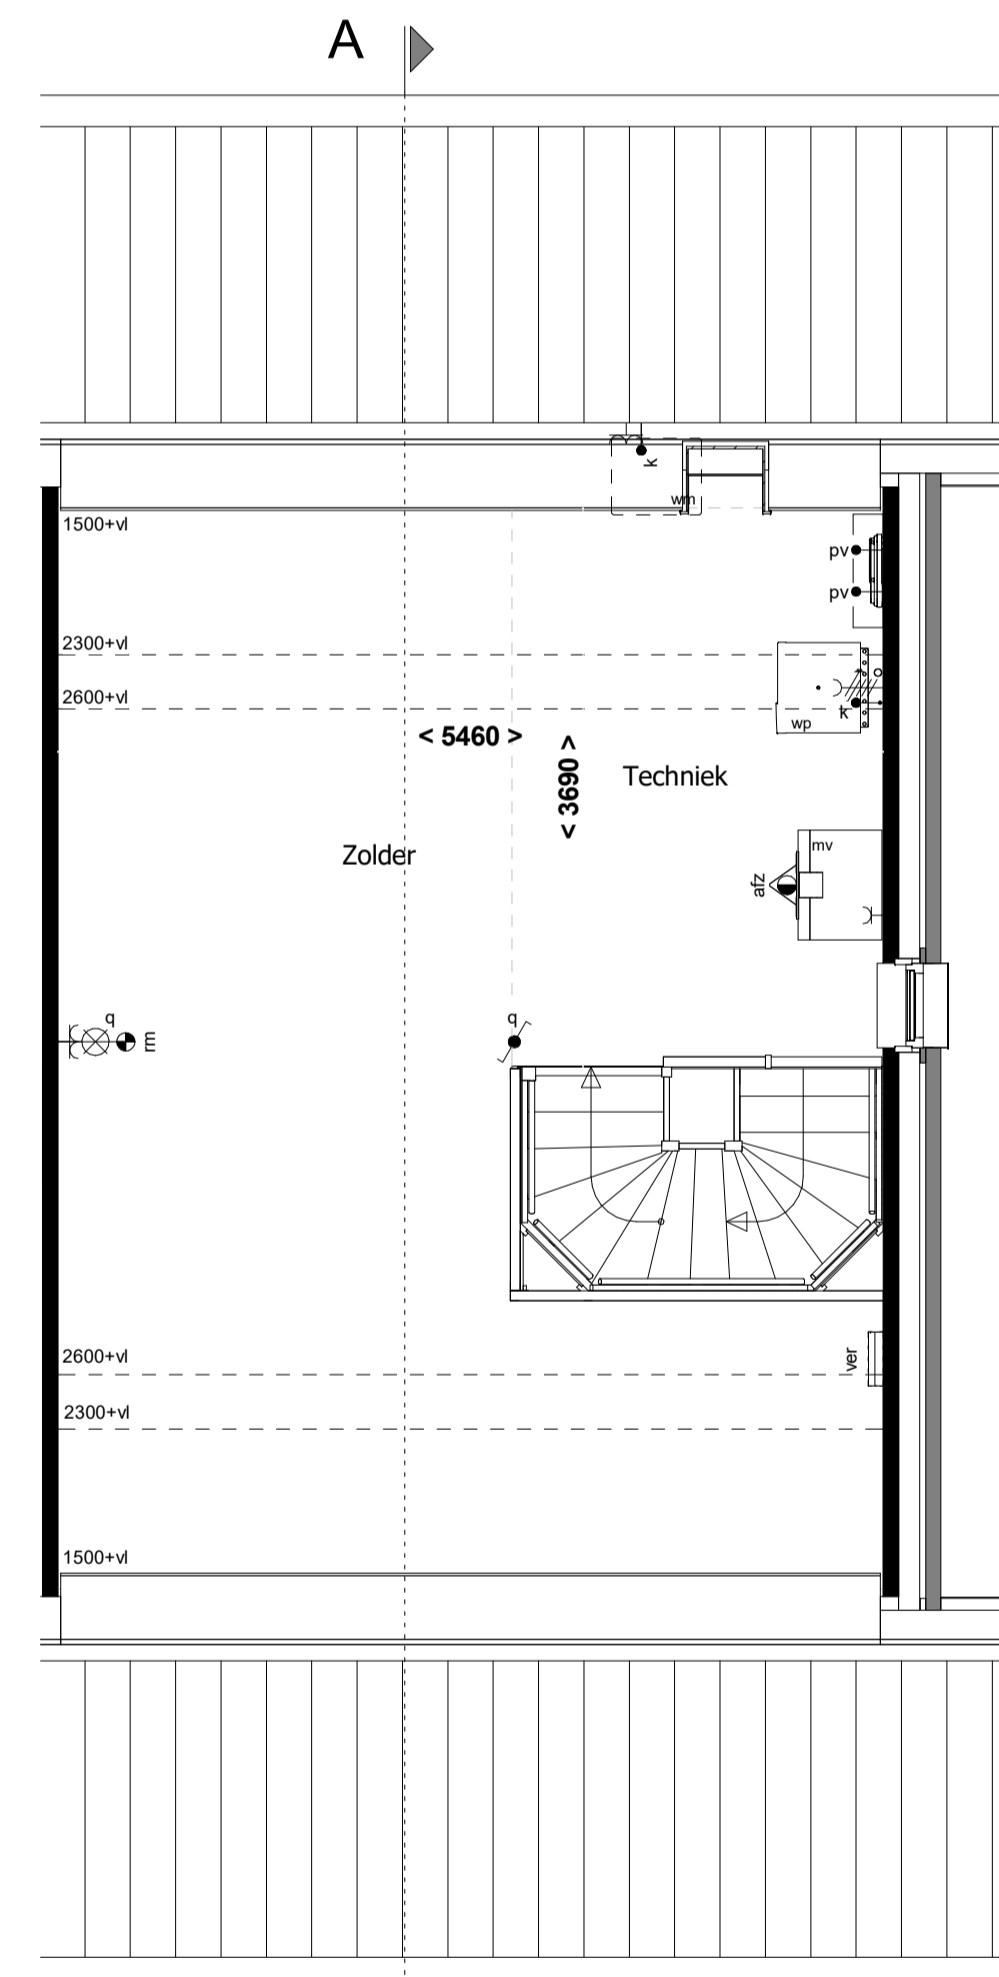 A
k
wm
1500+vl
pv
pv
2300+vl
o
2600+vl
k
wp
< 5460 >
< 3690 >
Techniek
Zolder
mv
afz
q
rm
q
2600+vl
ver
2300+vl
1500+vl